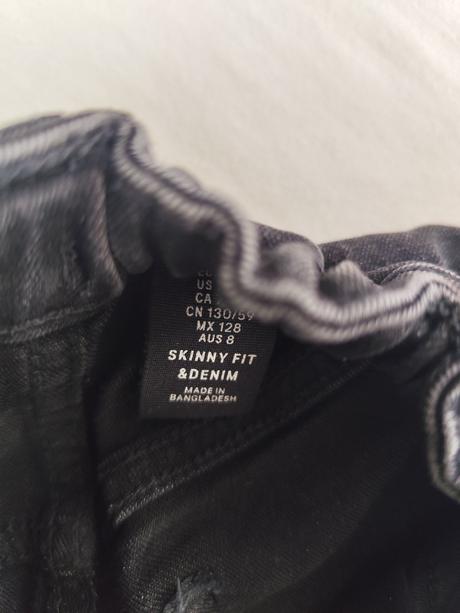 US
CA
CN 130/59
MX 128
AUS 8
SKINNY FIT
&DENIM
MADE IN
BANGLADESH